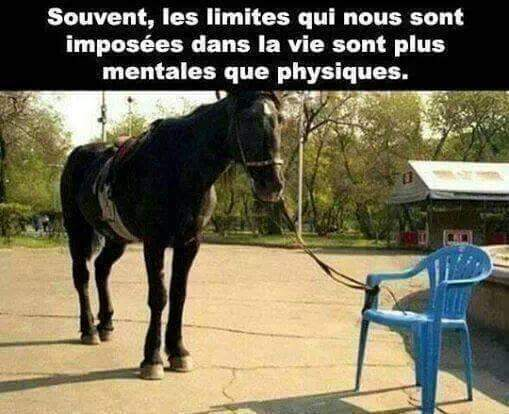 Souvent, les limites qui nous sont
imposées dans la vie sont plus
mentales que physiques.